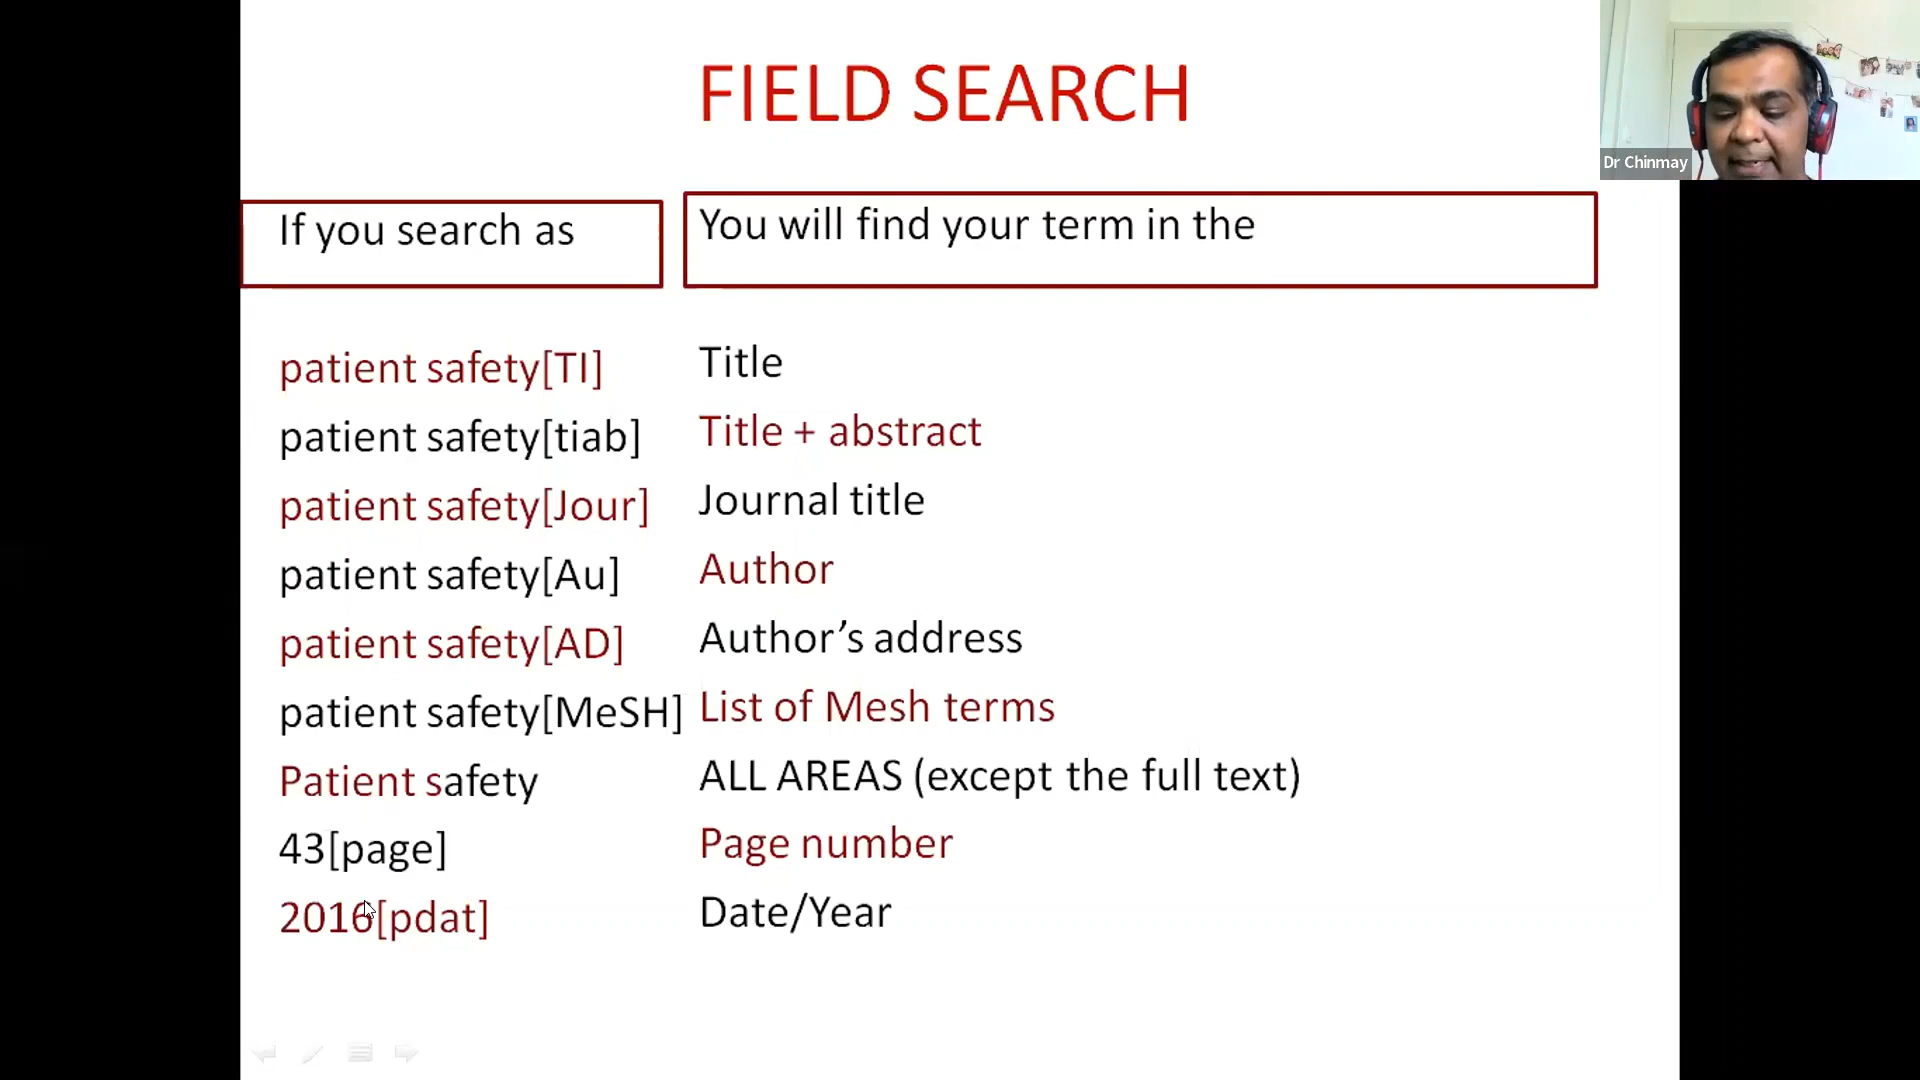 FIELD SEARCH
Dr Chinmay
If you search as
You will find your term in the
patient safety[TI]
Title
patient safety[tiab]
Title + abstract
patient safety[Jour]
Journal title
patient safety[Au]
Author
patient safety[AD]
Author’s address
patient safety[MeSH]
List of Mesh terms
Patient safety
ALL AREAS (except the full text)
43[page]
Page number
2016[pdat]
Date/Year